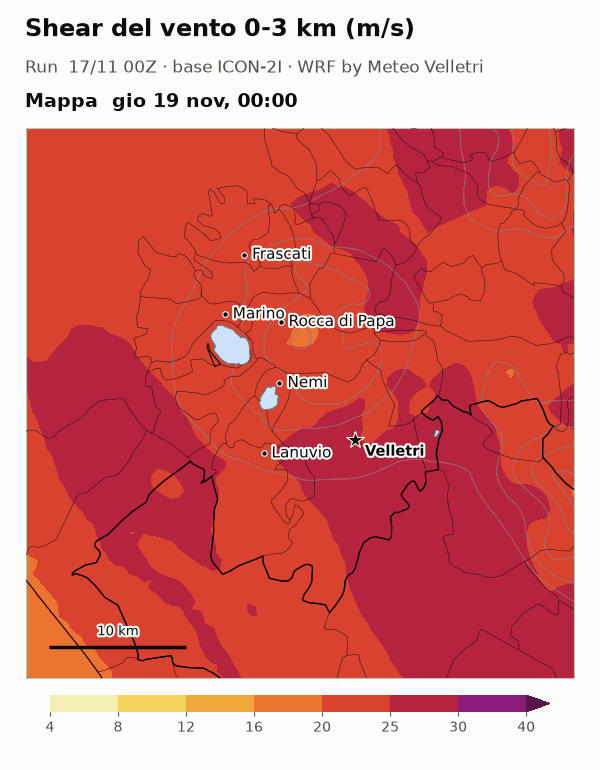 Shear del vento 0-3 km (m/s)
Run  17/11 00Z · base ICON-2I · WRF by Meteo Velletri
Mappa  gio 19 nov, 00:00
Frascati
Marino
Rocca di Papa
Nemi
Velletri
Lanuvio
10 km
4 8 12 16 20 25 30 40